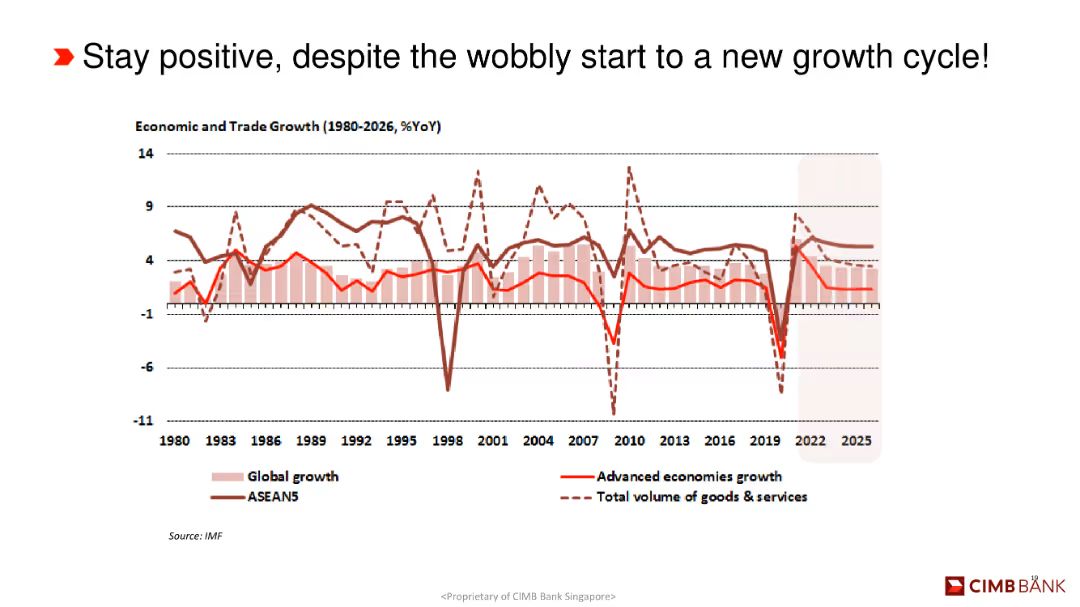 Stay positive, despite the wobbly start to a new growth cycle!
Economic and Trade Growth (1980-2026, %YoY)
14
9
4
-1
-6
-11
1980 1983 1986 1989 1992 1995 1998 2001 2004 2007 2010 2013 2016 2019 2022 2025
Global growth
Advanced economies growth
ASEAN5
Total volume of goods & services
Source: IMF
<Proprietary of CIMB Bank Singapore>
19
CIMB BANK